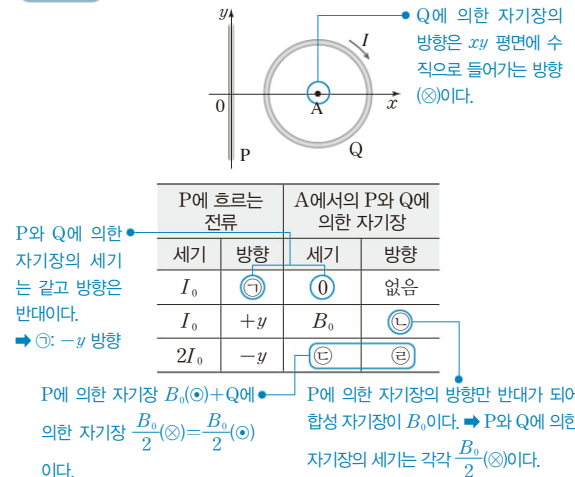 y
I
0
A
x
P
Q
Q에 의한 자기장의
방향은 xy 평면에 수
직으로 들어가는 방향
(⊗)이다.
P와 Q에 의한
자기장의 세기
는 같고 방향은
반대이다.
➡ ㉠: -y 방향
P에 흐르는 전류 | A에서의 P와 Q에 의한 자기장
세기 | 방향 | 세기 | 방향
I₀ | ㉠ | 0 | 없음
I₀ | +y | B₀ | ㉡
2I₀ | -y | ㉢ | ㉣
P에 의한 자기장 B₀(⊙)+Q에
의한 자기장 B₀/2(⊗)=B₀/2(⊙)
이다.
P에 의한 자기장의 방향만 반대가 되어
합성 자기장이 B₀이다. ➡ P와 Q에 의한
자기장의 세기는 각각 B₀/2(⊗)이다.